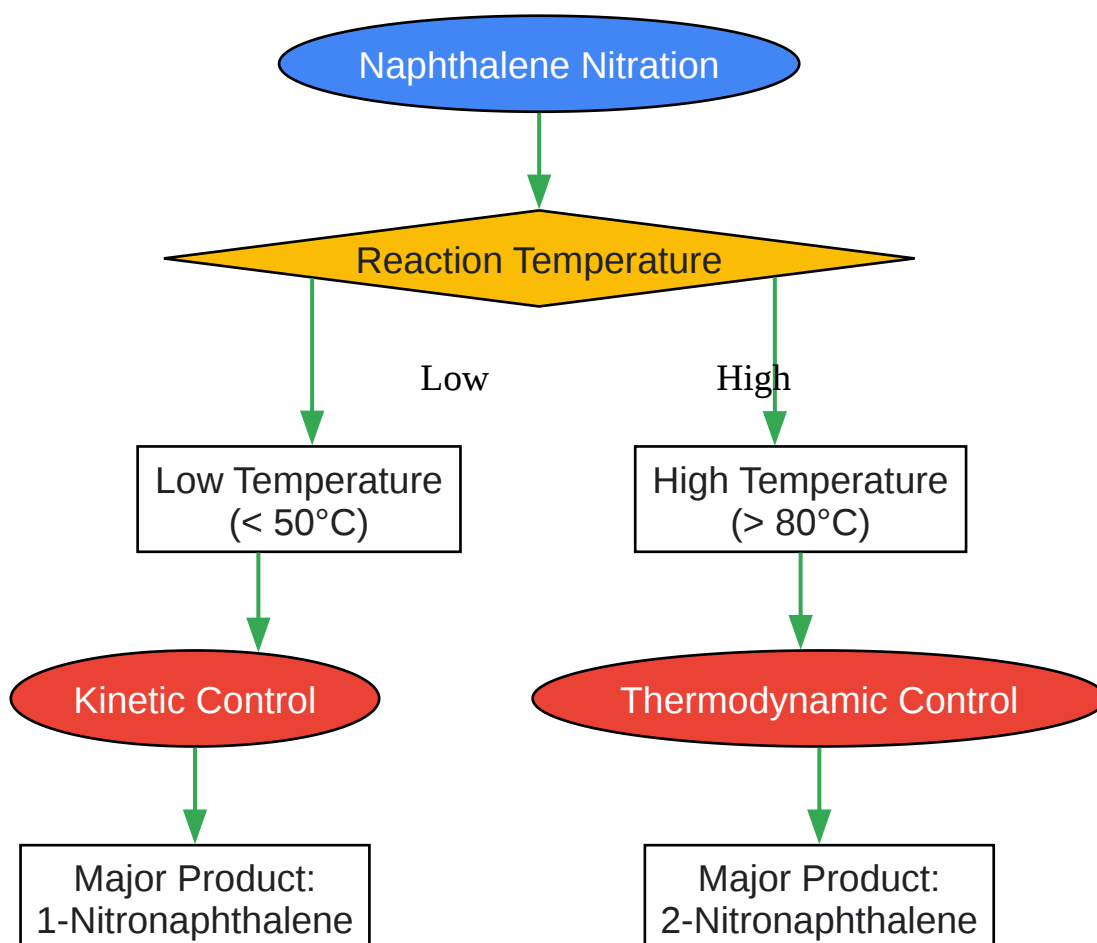 Naphthalene Nitration
Reaction Temperature
Low
High
Low Temperature
(< 50°C)
High Temperature
(> 80°C)
Kinetic Control
Thermodynamic Control
Major Product:
1-Nitronaphthalene
Major Product:
2-Nitronaphthalene